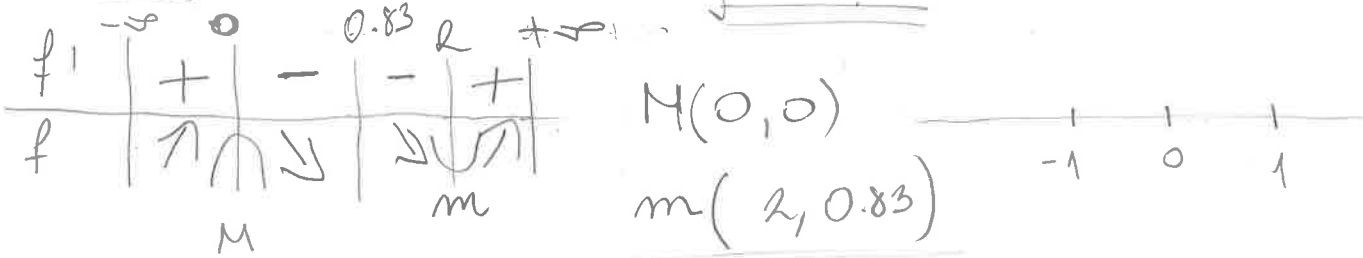 -∞ 0 0.83 2 +∞
f' + - - +
f ↗ ↘ ↘ ↗
M m
M(0,0)
m(2,0.83)
-1 0 1